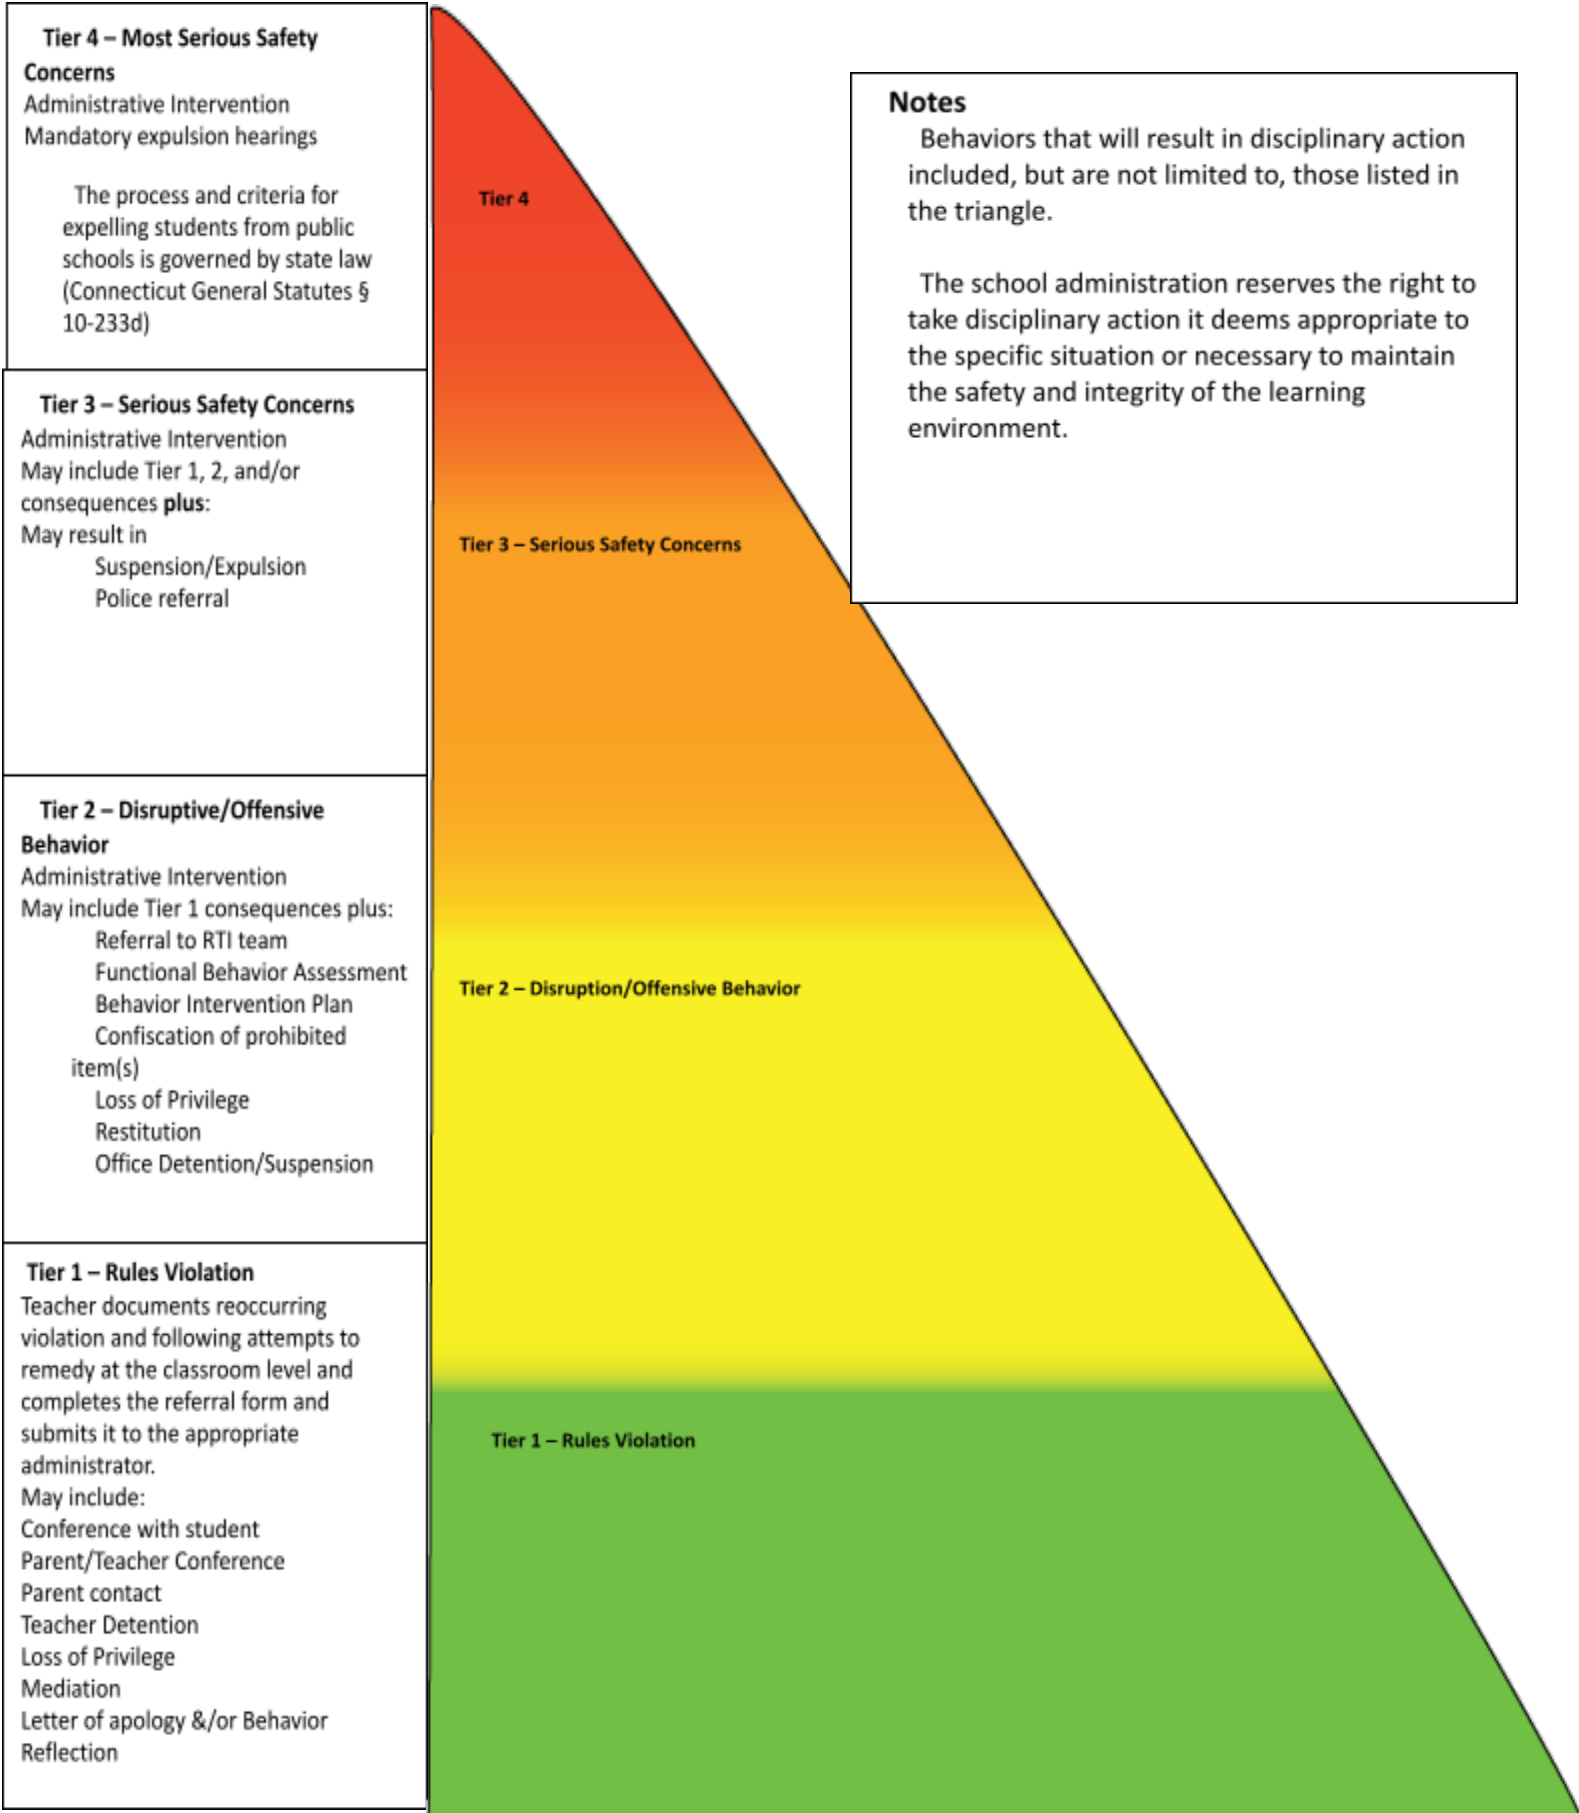 Tier 4 – Most Serious Safety
Concerns
Administrative Intervention
Mandatory expulsion hearings
The process and criteria for
expelling students from public
schools is governed by state law
(Connecticut General Statutes §
10-233d)
Tier 3 – Serious Safety Concerns
Administrative Intervention
May include Tier 1, 2, and/or
consequences plus:
May result in
Suspension/Expulsion
Police referral
Tier 2 – Disruptive/Offensive
Behavior
Administrative Intervention
May include Tier 1 consequences plus:
Referral to RTI team
Functional Behavior Assessment
Behavior Intervention Plan
Confiscation of prohibited
item(s)
Loss of Privilege
Restitution
Office Detention/Suspension
Tier 1 – Rules Violation
Teacher documents reoccurring
violation and following attempts to
remedy at the classroom level and
completes the referral form and
submits it to the appropriate
administrator.
May include:
Conference with student
Parent/Teacher Conference
Parent contact
Teacher Detention
Loss of Privilege
Mediation
Letter of apology &/or Behavior
Reflection
Tier 4
Tier 3 – Serious Safety Concerns
Tier 2 – Disruption/Offensive Behavior
Tier 1 – Rules Violation
Notes
Behaviors that will result in disciplinary action
included, but are not limited to, those listed in
the triangle.
The school administration reserves the right to
take disciplinary action it deems appropriate to
the specific situation or necessary to maintain
the safety and integrity of the learning
environment.